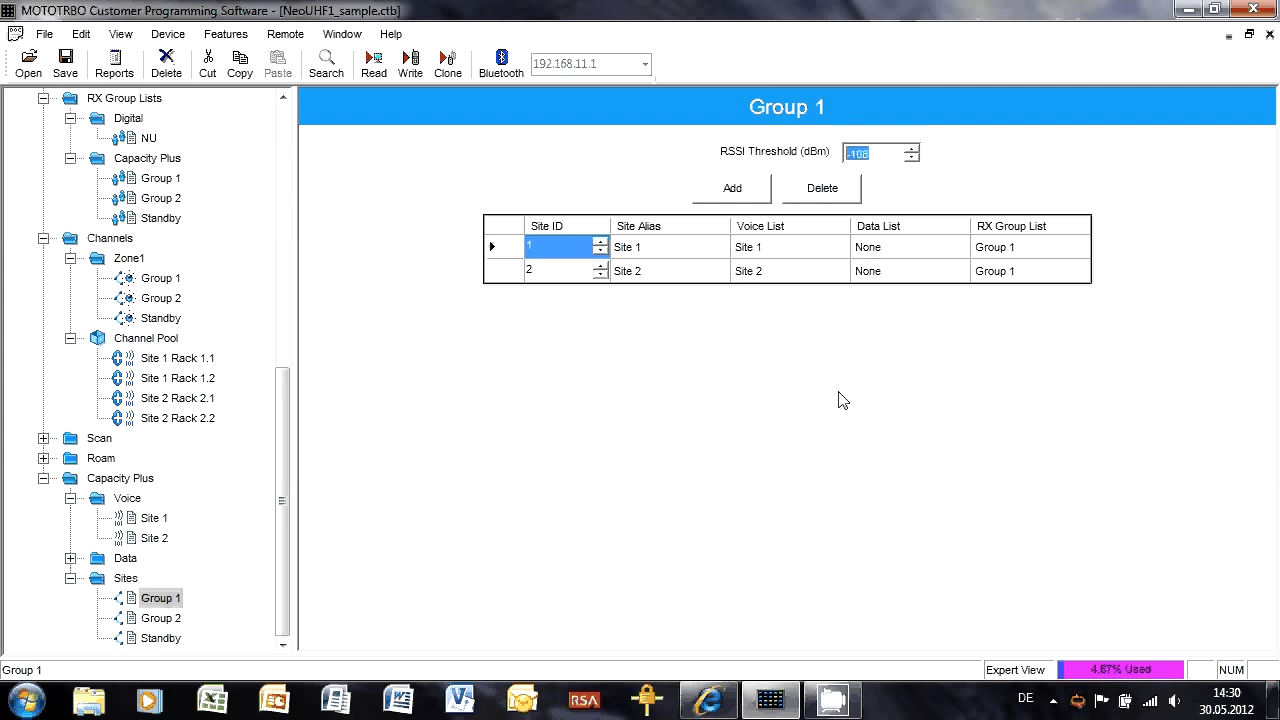 MOTOTRBO Customer Programming Software - [NeoUHF1_sample.ctb]
File Edit View Device Features Remote Window Help
Open Save Reports Delete Cut Copy Paste Search Read Write Clone Bluetooth 192.168.11.1
RX Group Lists
Digital
NU
Capacity Plus
Group 1
Group 2
Standby
Channels
Zone1
Group 1
Group 2
Standby
Channel Pool
Site 1 Rack 1.1
Site 1 Rack 1.2
Site 2 Rack 2.1
Site 2 Rack 2.2
Scan
Roam
Capacity Plus
Voice
Site 1
Site 2
Data
Sites
Group 1
Group 2
Standby
Group 1
RSSI Threshold (dBm) -108
Add Delete
Site ID Site Alias Voice List Data List RX Group List
1 Site 1 Site 1 None Group 1
2 Site 2 Site 2 None Group 1
Group 1 Expert View 4.67% Used NUM
RSA DE 14:30
30.05.2012